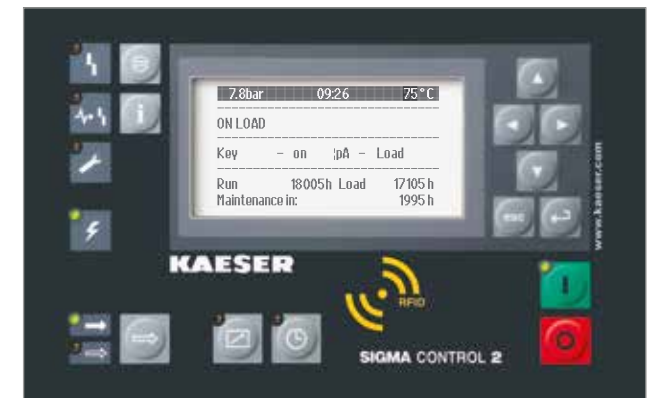 7.8bar 09:26 75°C
ON LOAD
Key - on ¦pA - Load
Run 18005h Load 17105h
Maintenance in: 1995h
esc
www.kaeser.com
KAESER
RFID
I
O
SIGMA CONTROL 2